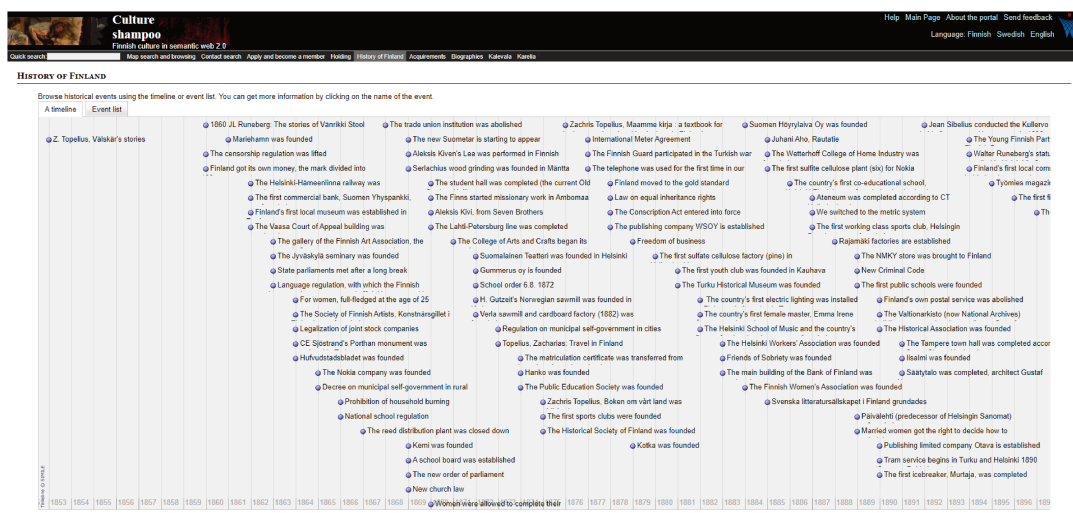 Culture
shampoo
Finnish culture in semantic web 2.0
Help Main Page About the portal Send feedback
Language: Finnish Swedish English
Quick search: Map search and browsing Contact search Apply and become a member Holding History of Finland Acquirements Biographies Kalevala Karelia
HISTORY OF FINLAND
Browse historical events using the timeline or event list. You can get more information by clicking on the name of the event.
A timeline Event list
1860 JL Runeberg: The stories of Vänrikki Stool The trade union institution was abolished Zachris Topelius, Maamme kirja : a textbook for Suomen Höyrylaiva Oy was founded Jean Sibelius conducted the Kullervo
Z. Topelius, Välskär's stories Mariehamn was founded The new Suometar is starting to appear International Meter Agreement Juhani Aho, Rautatie The Young Finnish Part
The censorship regulation was lifted Aleksis Kiven's Lea was performed in Finnish The Finnish Guard participated in the Turkish war The Wetterhoff College of Home Industry was Walter Runeberg's statu
Finland got its own money, the mark divided into Serlachius wood grinding was founded in Mäntta The telephone was used for the first time in our The first sulfite cellulose plant (six) for Nokia Finland's first local com
The Helsinki-Hämeenlinna railway was The student hall was completed (the current Old Finland moved to the gold standard The country's first co-educational school, Työmies magazin
The first commercial bank, Suomen Yhyspankki, The Finns started missionary work in Ambomaa Law on equal inheritance rights Ateneum was completed according to CT The first fi
Finland's first local museum was established in Aleksis Kivi, from Seven Brothers The Conscription Act entered into force We switched to the metric system The
The Vaasa Court of Appeal building was The Lahti-Petersburg line was completed The publishing company WSOY is established The first working class sports club, Helsingin
The gallery of the Finnish Art Association, the The College of Arts and Crafts began its Freedom of business Rajamäki factories are established
The Jyväskylä seminary was founded Suomalainen Teatteri was founded in Helsinki The first sulfate cellulose factory (pine) in The NMKY store was brought to Finland
State parliaments met after a long break Gummerus oy is founded The first youth club was founded in Kauhava New Criminal Code
Language regulation, with which the Finnish School order 6.8. 1872 The Turku Historical Museum was founded The first public schools were founded
For women, full-fledged at the age of 25 H. Gutzeit's Norwegian sawmill was founded in The country's first electric lighting was installed Finland's own postal service was abolished
The Society of Finnish Artists, Konstnärsgillet i Verla sawmill and cardboard factory (1882) was The country's first female master, Emma Irene The Valtionarkisto (now National Archives)
Legalization of joint stock companies Regulation on municipal self-government in cities The Helsinki School of Music and the country's The Historical Association was founded
CE Sjöstrand's Porthan monument was Topelius, Zacharias: Travel in Finland The Helsinki Workers' Association was founded The Tampere town hall was completed accor
Hufvudstadsbladet was founded The matriculation certificate was transferred from Friends of Sobriety was founded Iisalmi was founded
The Nokia company was founded Hanko was founded The main building of the Bank of Finland was Säätytalo was completed, architect Gustaf
Decree on municipal self-government in rural The Public Education Society was founded The Finnish Women's Association was founded
Prohibition of household burning Zachris Topelius, Boken om vårt land was Svenska litteratursällskapet i Finland grundades
National school regulation The first sports clubs were founded Päivälehti (predecessor of Helsingin Sanomat)
The reed distribution plant was closed down The Historical Society of Finland was founded Married women got the right to decide how to
Kemi was founded Kotka was founded Publishing limited company Otava is established
A school board was established Tram service begins in Turku and Helsinki 1890
The new order of parliament The first icebreaker, Murtaja, was completed
New church law
Timeline © SIMILE
1853 1854 1855 1856 1857 1858 1859 1860 1861 1862 1863 1864 1865 1866 1867 1868 1869 1876 1877 1878 1879 1880 1881 1882 1883 1884 1885 1886 1887 1888 1889 1890 1891 1892 1893 1894 1895 1896 189
Women were allowed to complete their